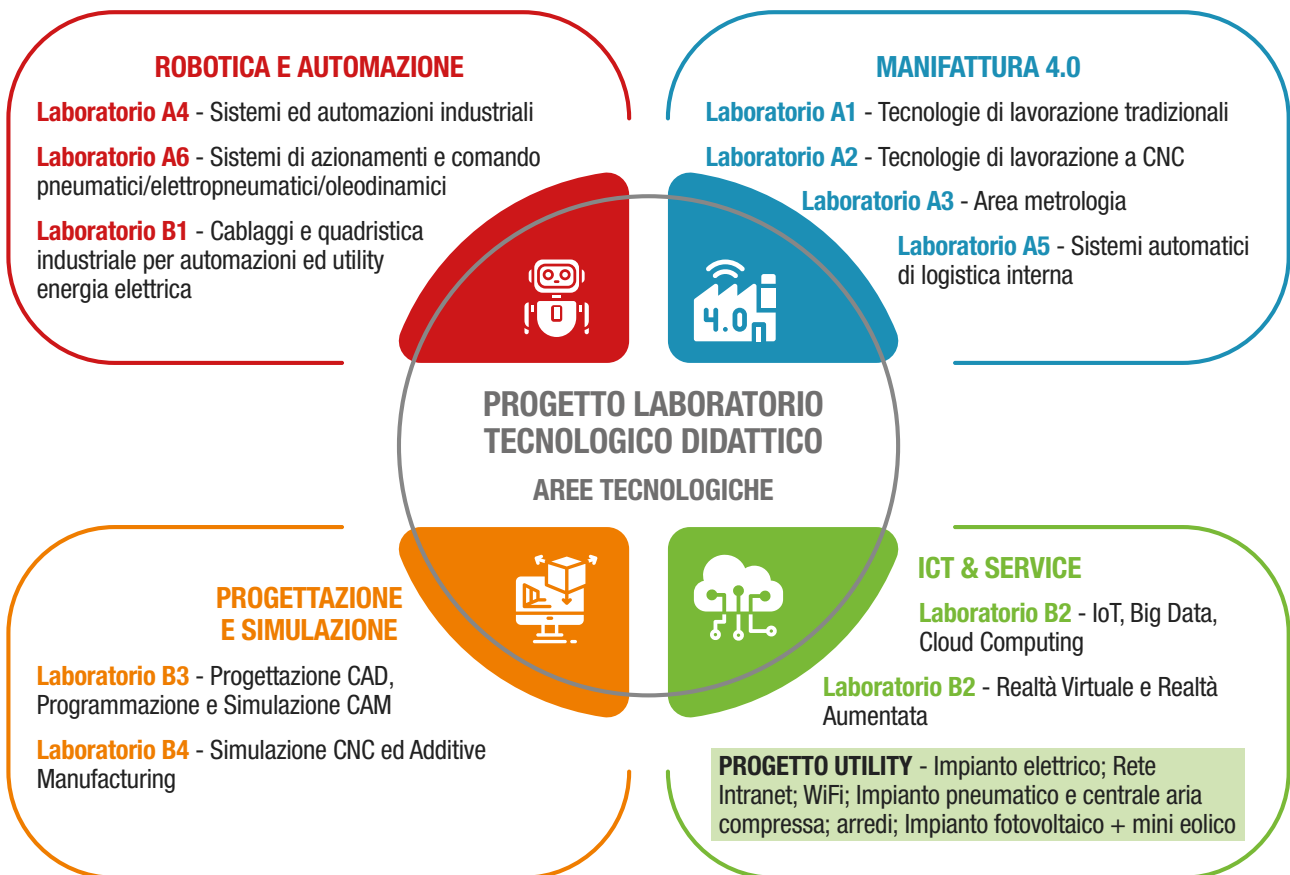 ROBOTICA E AUTOMAZIONE
Laboratorio A4 - Sistemi ed automazioni industriali
Laboratorio A6 - Sistemi di azionamenti e comando
pneumatici/elettropneumatici/oleodinamici
Laboratorio B1 - Cablaggi e quadristica
industriale per automazioni ed utility
energia elettrica
MANIFATTURA 4.0
Laboratorio A1 - Tecnologie di lavorazione tradizionali
Laboratorio A2 - Tecnologie di lavorazione a CNC
Laboratorio A3 - Area metrologia
Laboratorio A5 - Sistemi automatici
di logistica interna
4.0
PROGETTO LABORATORIO
TECNOLOGICO DIDATTICO
AREE TECNOLOGICHE
PROGETTAZIONE
E SIMULAZIONE
Laboratorio B3 - Progettazione CAD,
Programmazione e Simulazione CAM
Laboratorio B4 - Simulazione CNC ed Additive
Manufacturing
ICT & SERVICE
Laboratorio B2 - IoT, Big Data,
Cloud Computing
Laboratorio B2 - Realtà Virtuale e Realtà
Aumentata
PROGETTO UTILITY - Impianto elettrico; Rete
Intranet; WiFi; Impianto pneumatico e centrale aria
compressa; arredi; Impianto fotovoltaico + mini eolico